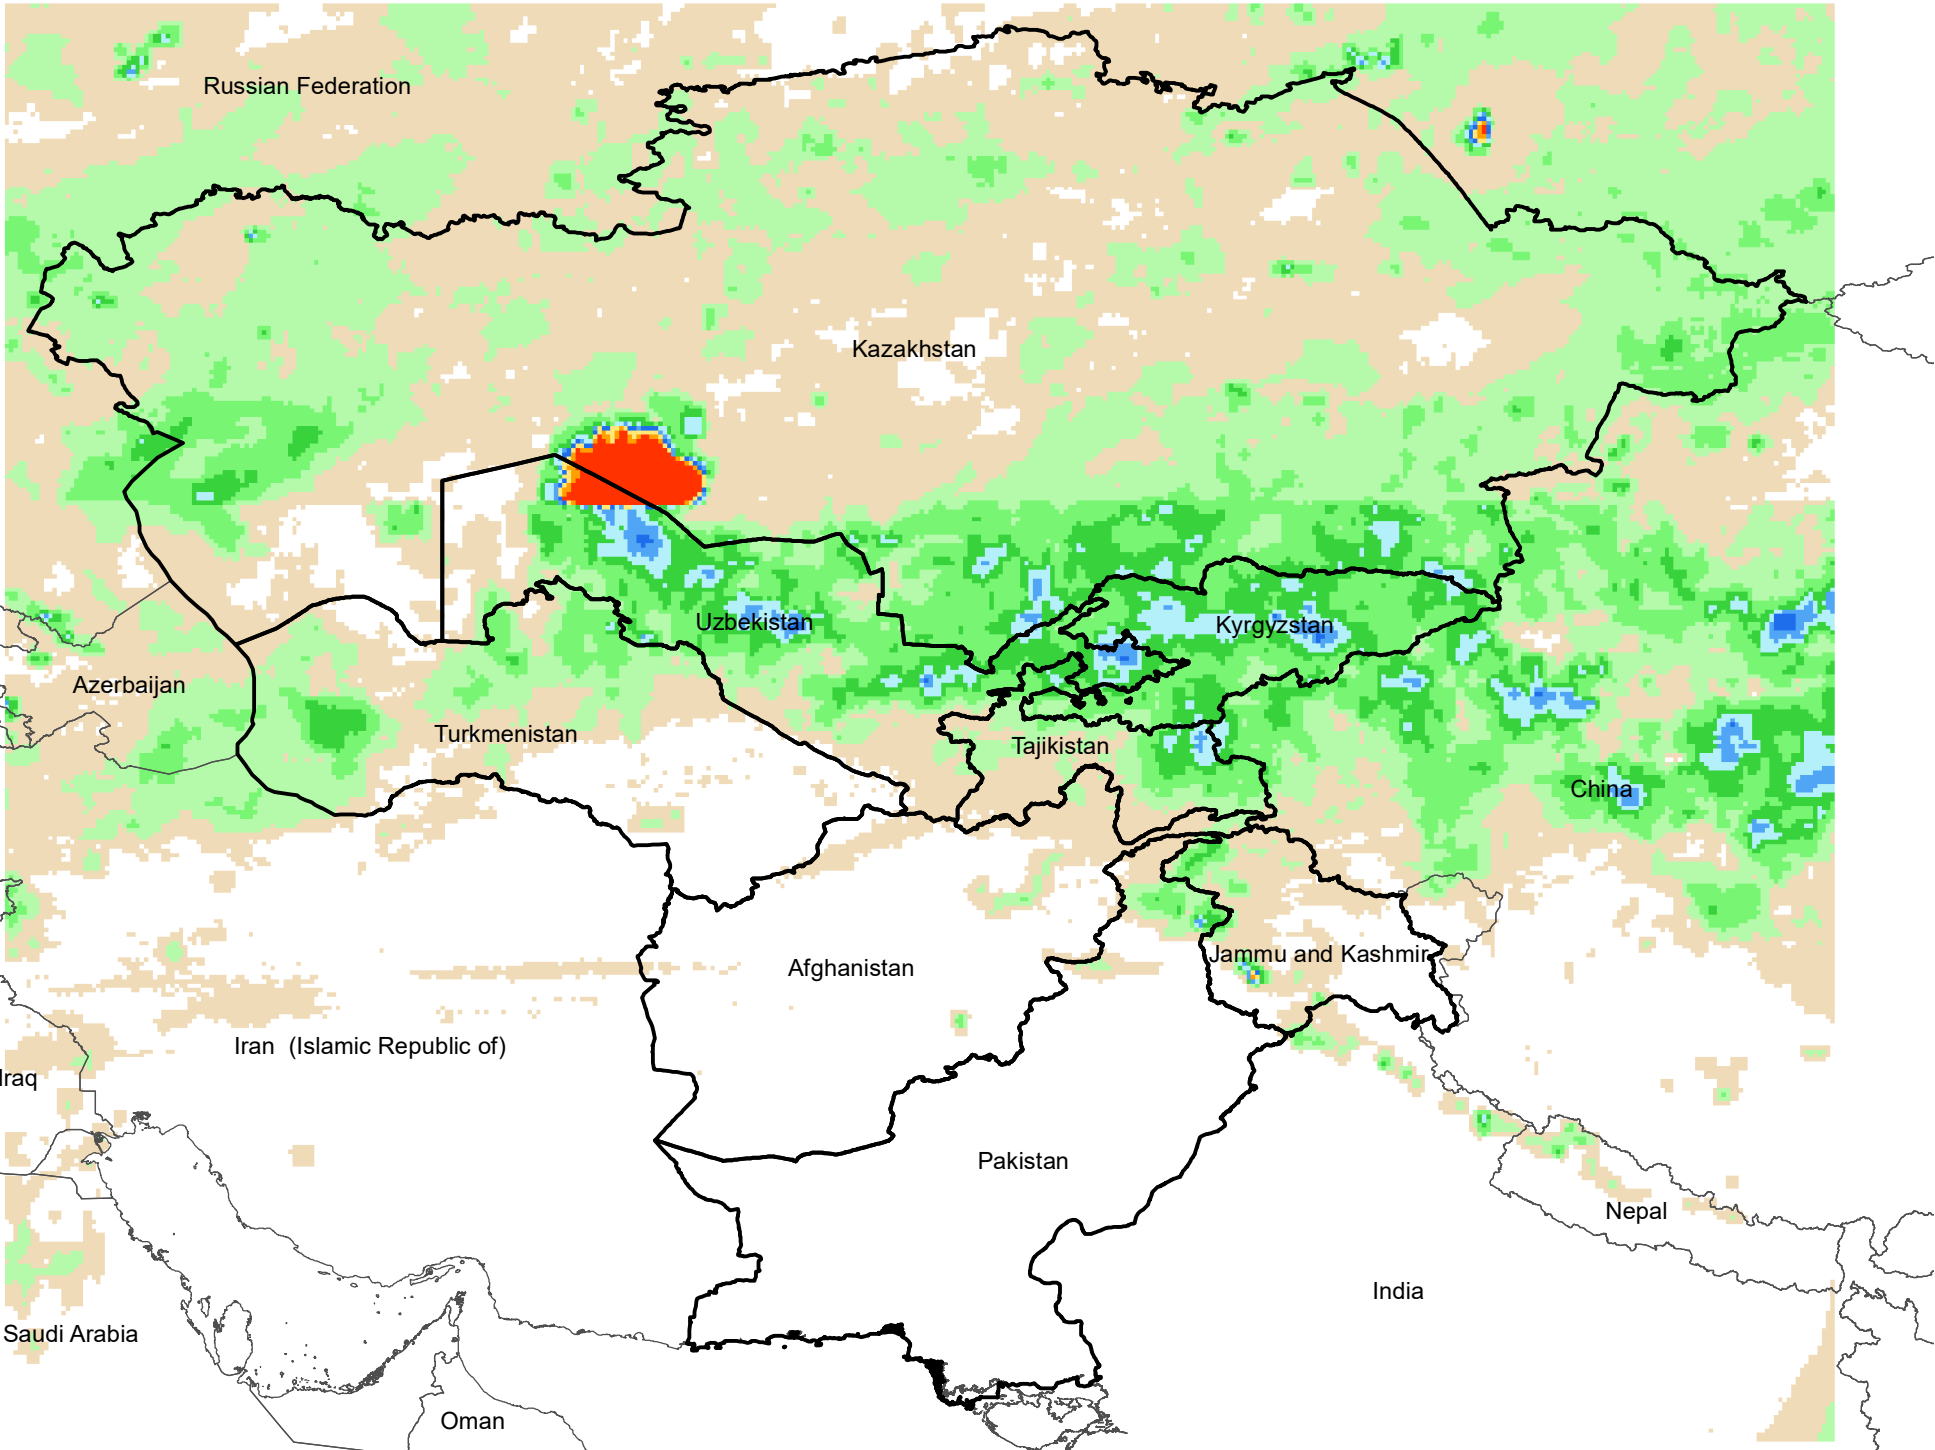 Russian Federation
Kazakhstan
Uzbekistan
Kyrgyzstan
Azerbaijan
Turkmenistan
Tajikistan
China
Jammu and Kashmir
Afghanistan
Iran  (Islamic Republic of)
Iraq
Pakistan
Nepal
India
Saudi Arabia
Oman